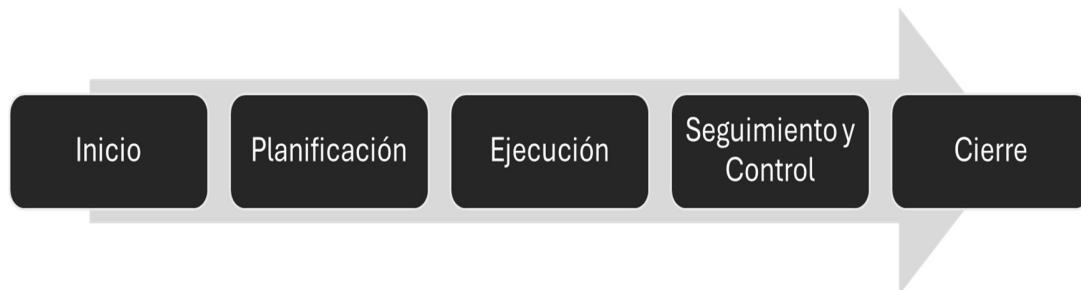 Inicio
Planificación
Ejecución
Seguimiento y
Control
Cierre